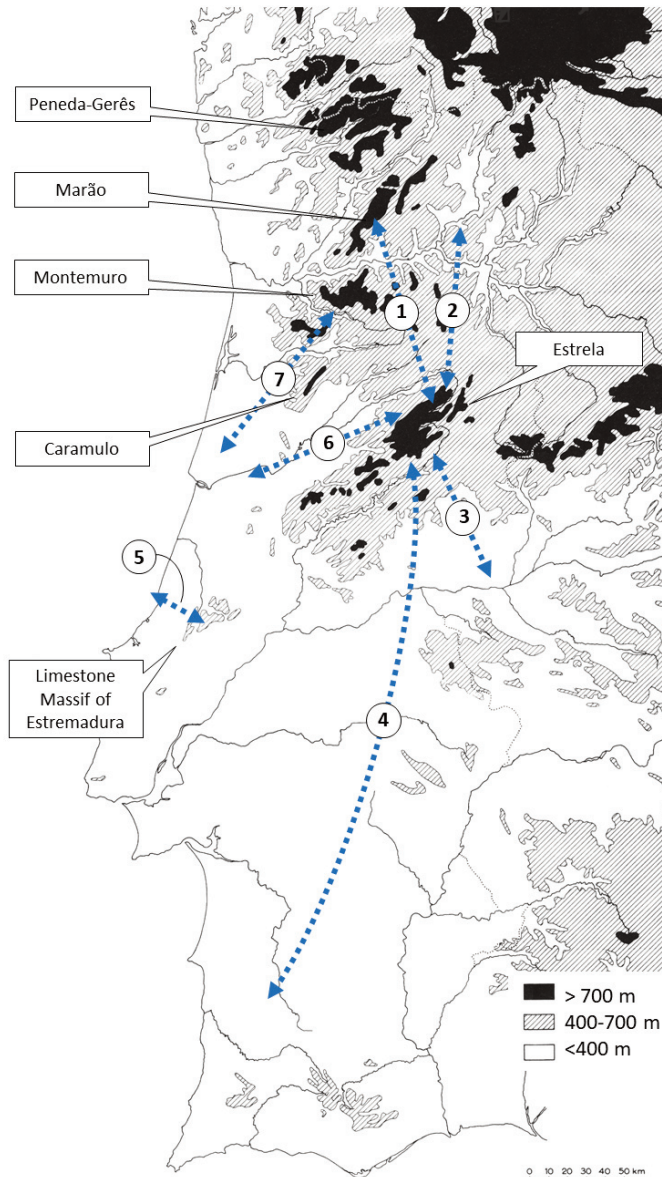 Peneda-Gerês
Marão
Montemuro
1
2
Estrela
7
Caramulo
6
3
5
Limestone
Massif of
Estremadura
4
> 700 m
400-700 m
<400 m
0 10 20 30 40 50 km